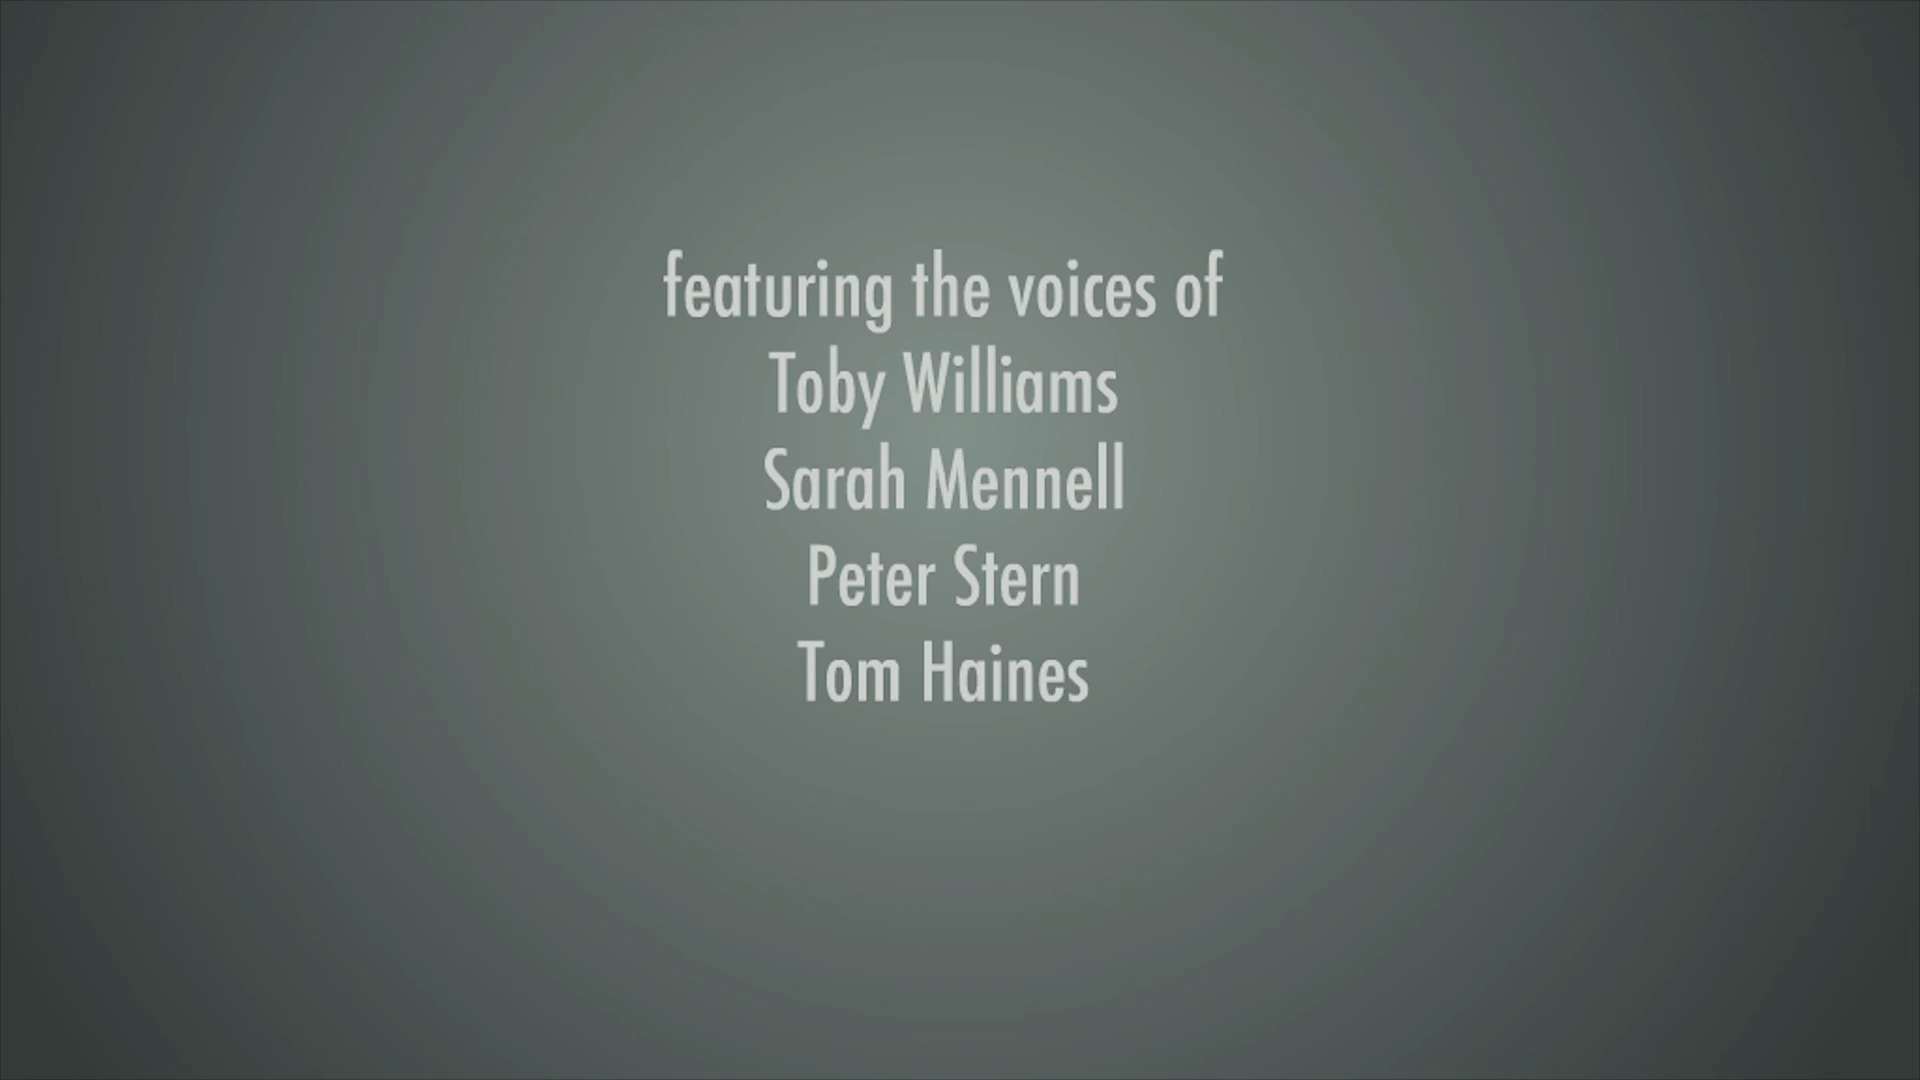 featuring the voices of
Toby Williams
Sarah Mennell
Peter Stern
Tom Haines